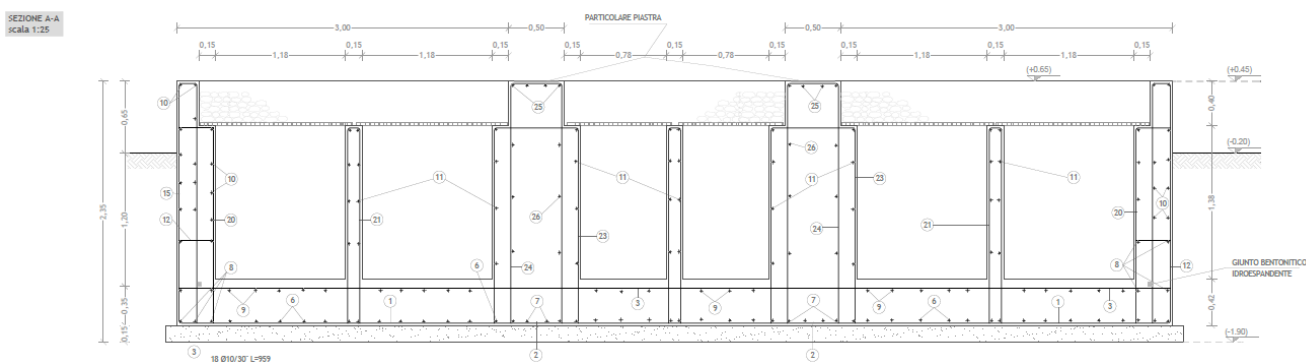 SEZIONE A-A
scala 1:25
PARTICOLARE PIASTRA
3,00 0,50 0,50 3,00
0,15 0,15 0,15 0,15 0,15 0,15 0,15 0,15 0,15
1,18 1,18 0,78 0,78 1,18 1,18
(+0.65) (+0.45)
10 25 25
0,65 0,40
26 (-0.20)
11 11 11 23 11
10
15 20 26 10
2,35 1,20 12 21 23 24 21 20 1,38
8 6 24 8 12
GIUNTO BENTONITICO
IDROESPANDENTE
9 6 1 7 3 9 7 9 6 1 3
0,35 0,42
0,15 (-1.90)
3 2 2
18 Ø10/30" L=959